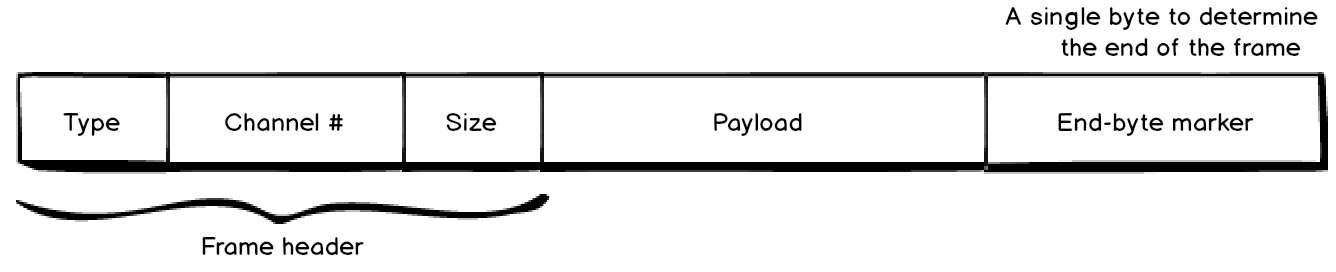 A single byte to determine
the end of the frame
Type
Channel #
Size
Payload
End-byte marker
Frame header